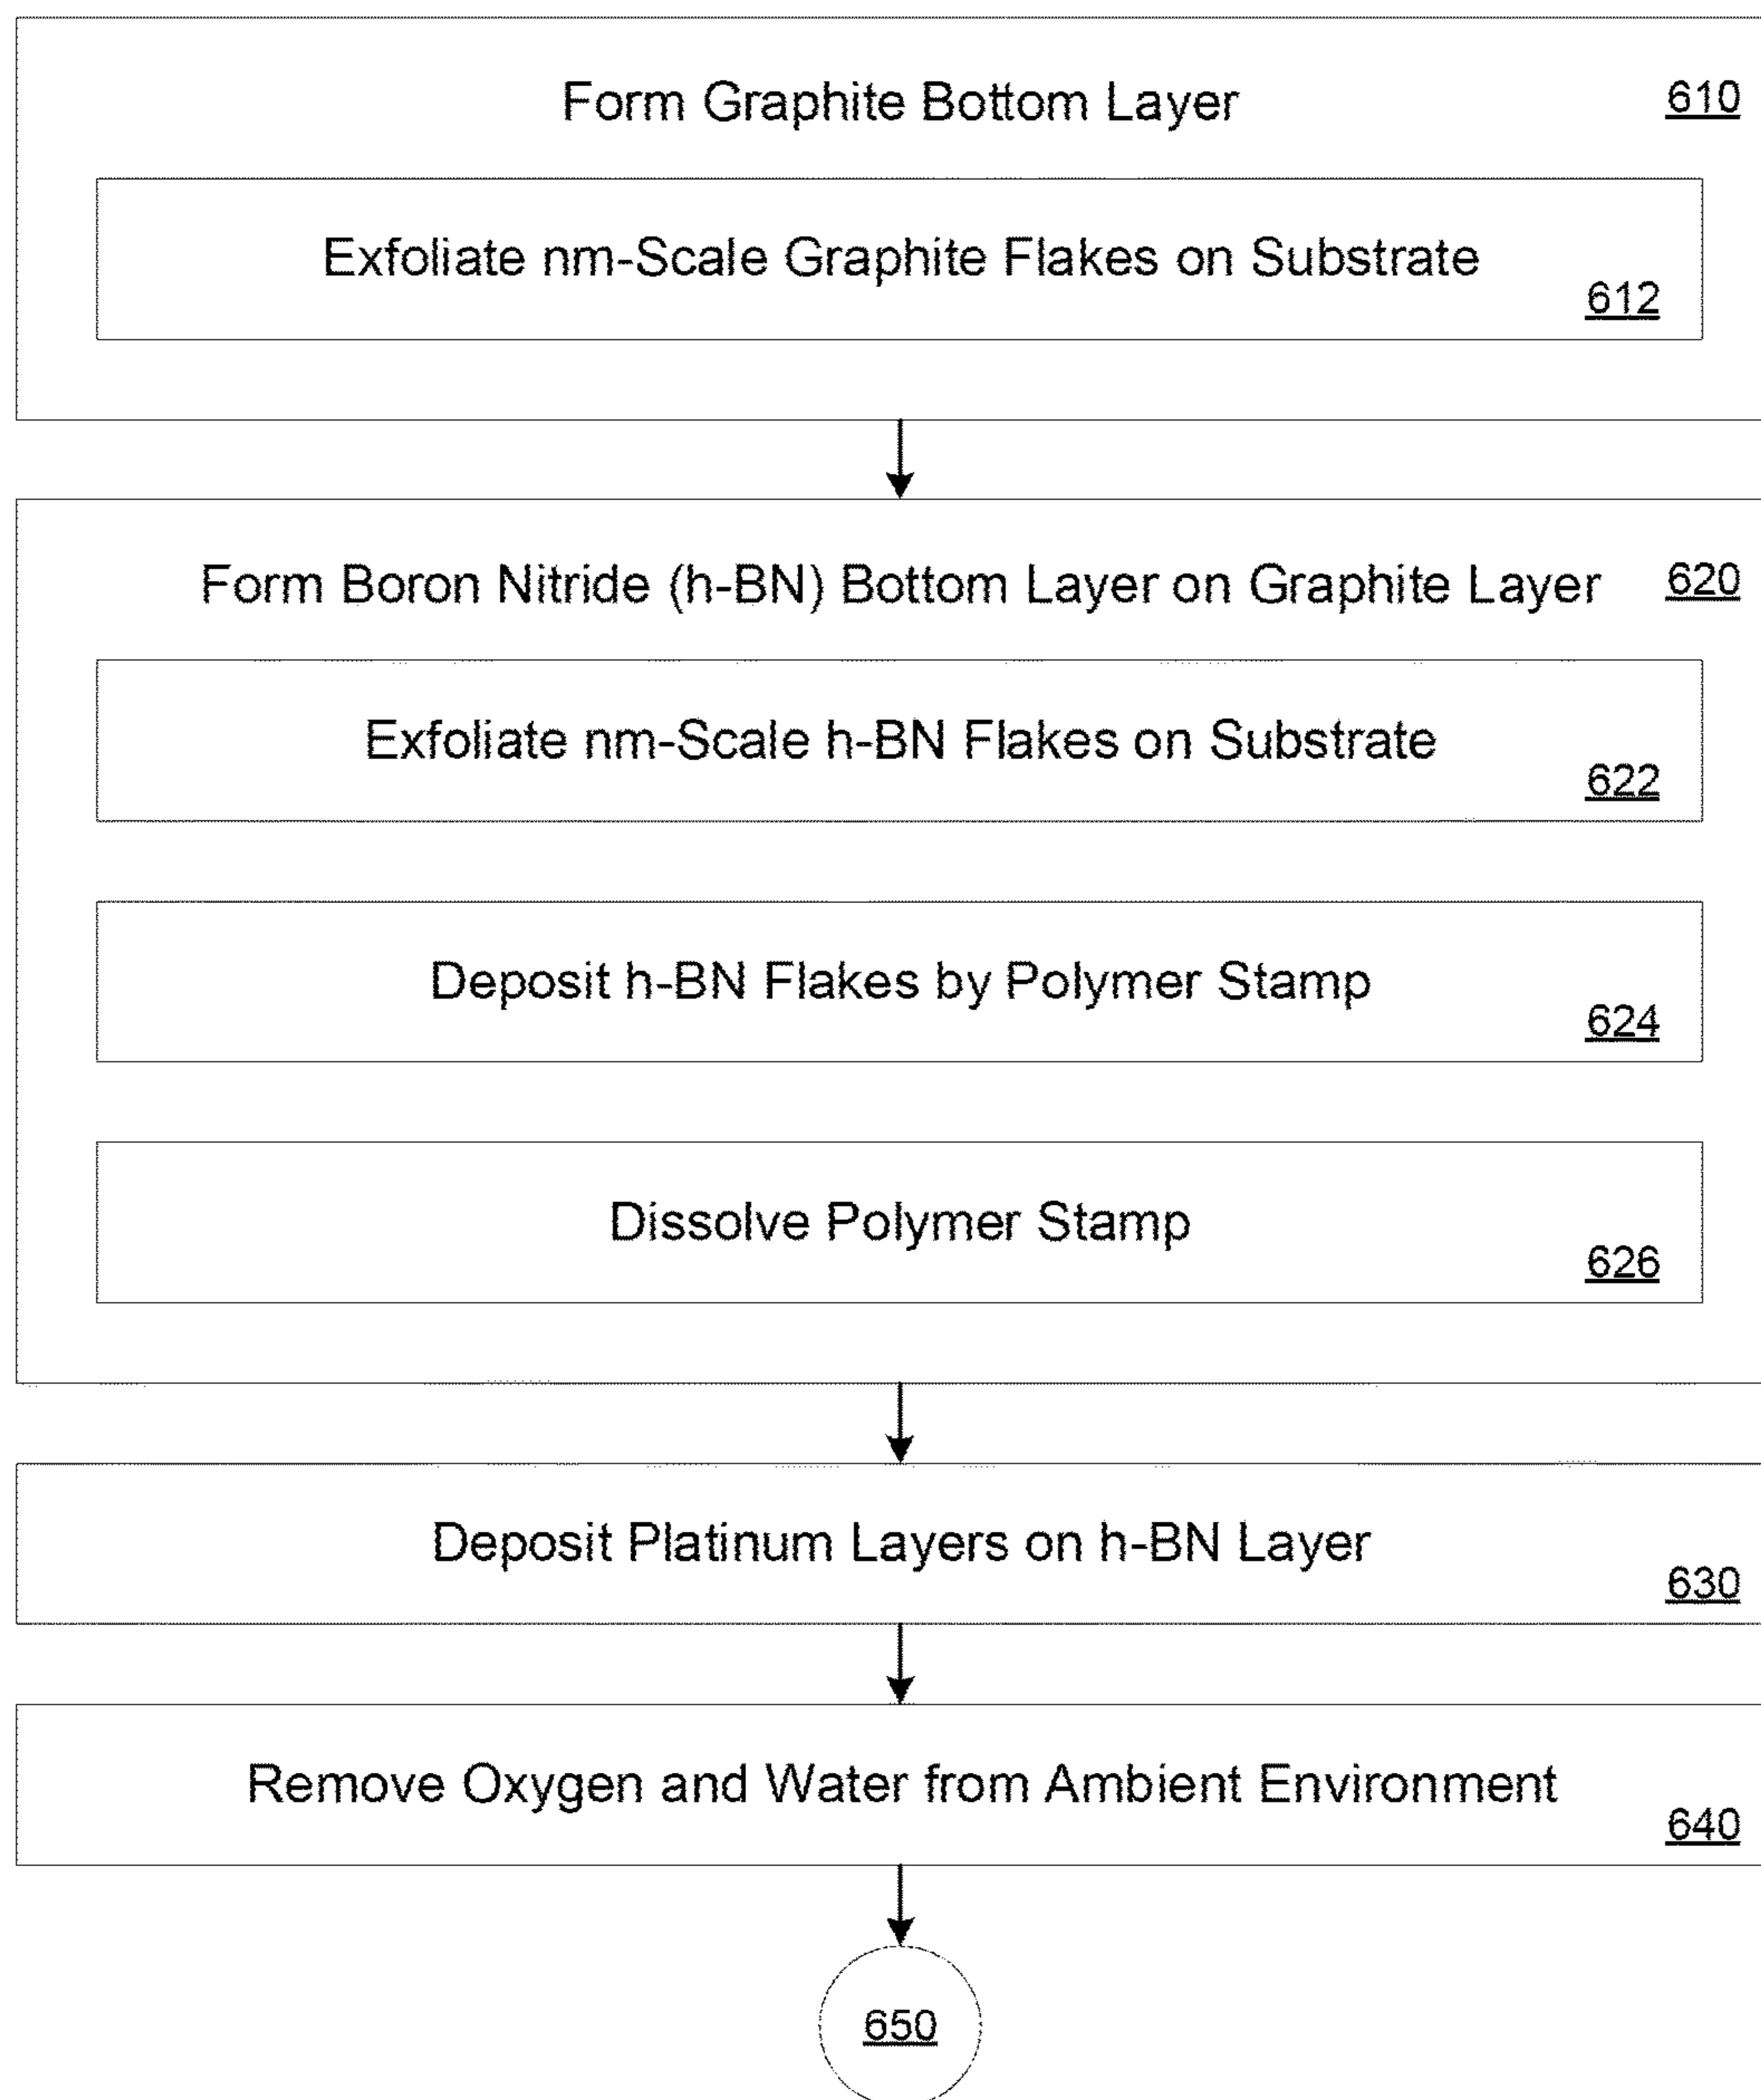 Form Graphite Bottom Layer 610
Exfoliate nm-Scale Graphite Flakes on Substrate
612
Form Boron Nitride (h-BN) Bottom Layer on Graphite Layer 620
Exfoliate nm-Scale h-BN Flakes on Substrate
622
Deposit h-BN Flakes by Polymer Stamp
624
Dissolve Polymer Stamp
626
Deposit Platinum Layers on h-BN Layer
630
Remove Oxygen and Water from Ambient Environment
640
650